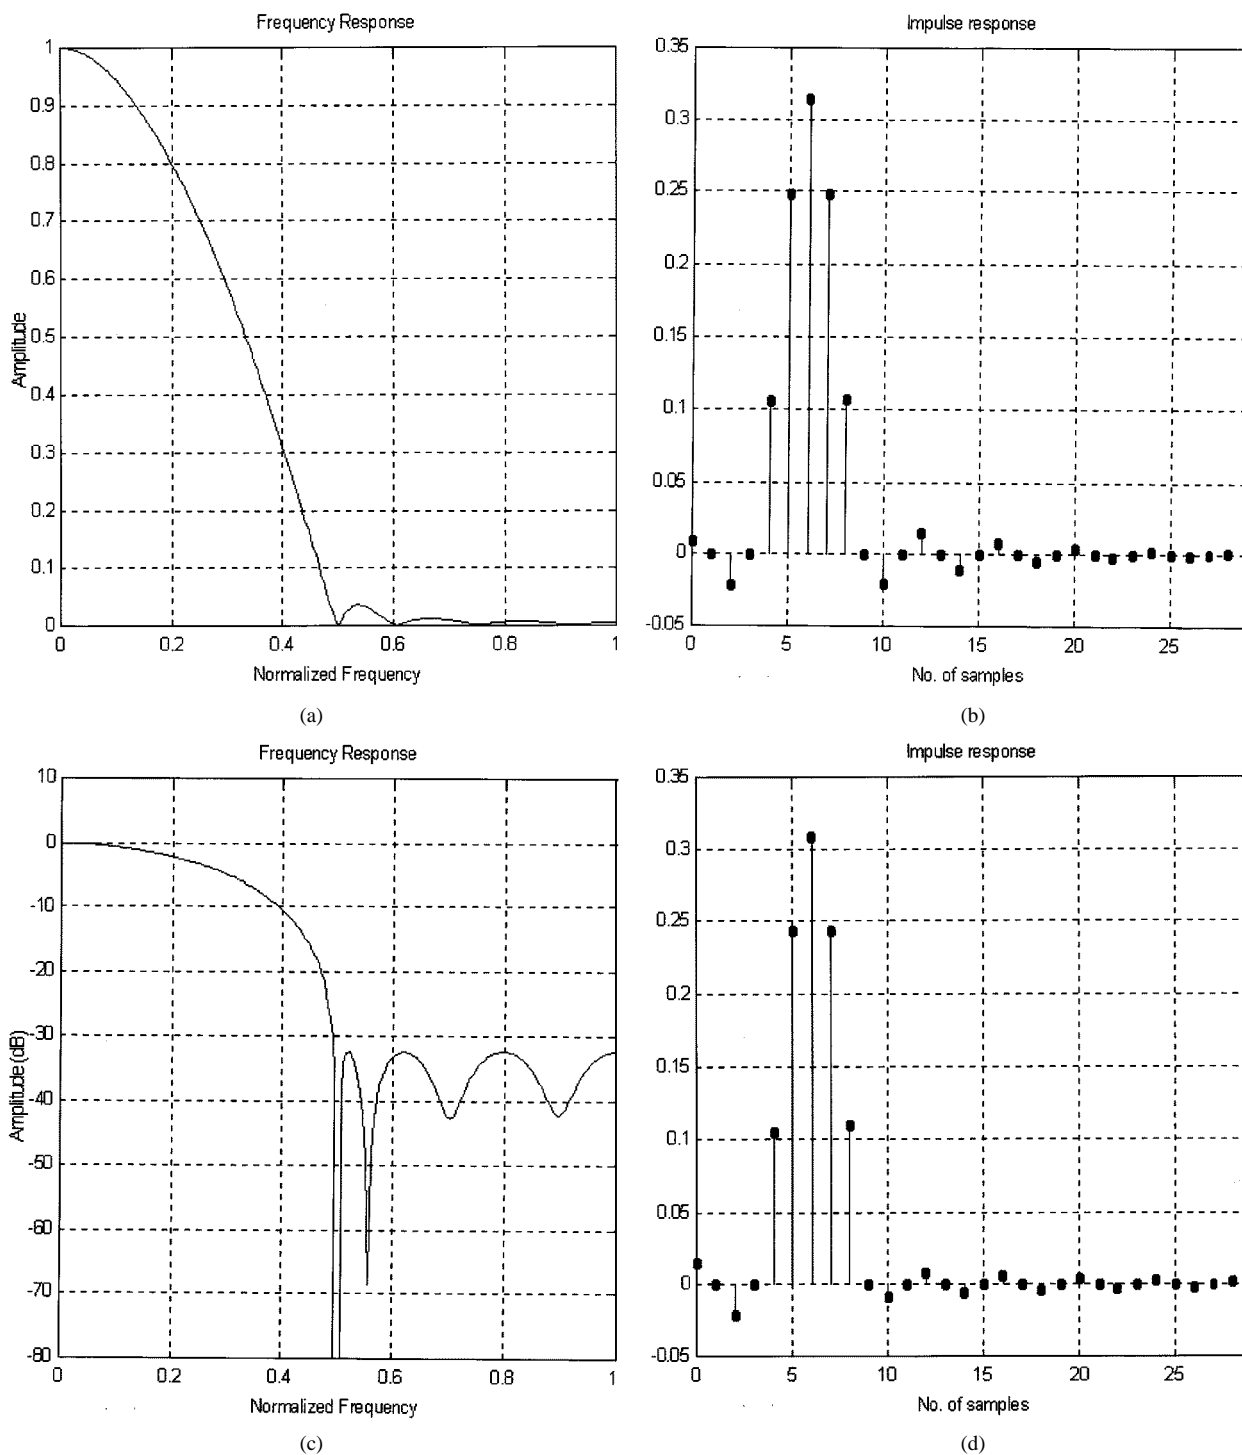 Frequency Response
1
0.9
0.8
0.7
0.6
0.5
0.4
0.3
0.2
0.1
0
Amplitude
0 0.2 0.4 0.6 0.8 1
Normalized Frequency
(a)
Impulse response
0.35
0.3
0.25
0.2
0.15
0.1
0.05
0
-0.05
0 5 10 15 20 25
No. of samples
(b)
Frequency Response
10
0
-10
-20
-30
-40
-50
-60
-70
-80
Amplitude (dB)
0 0.2 0.4 0.6 0.8 1
Normalized Frequency
(c)
Impulse response
0.35
0.3
0.25
0.2
0.15
0.1
0.05
0
-0.05
0 5 10 15 20 25
No. of samples
(d)